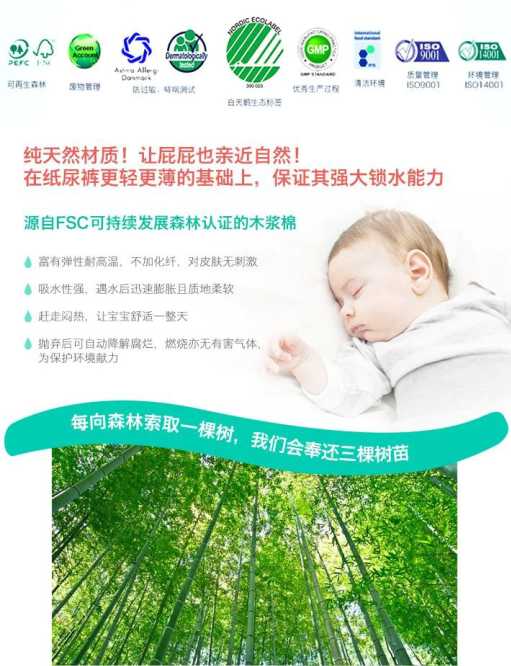 PEFC FSC
Green
Account
Asthma Allergy
Denmark
Dermatologically
tested
NORDIC ECOLABEL
GMP
GMP STANDARD
International
food standard
IFS
ISO
9001
ISO
14001
可再生森林
废物管理
防过敏、哮喘测试
白天鹅生态标签
优秀生产过程
清洁环境
质量管理
ISO9001
环境管理
ISO14001
纯天然材质！让屁屁也亲近自然！
在纸尿裤更轻更薄的基础上，保证其强大锁水能力
源自FSC可持续发展森林认证的木浆棉
富有弹性耐高温，不加化纤，对皮肤无刺激
吸水性强，遇水后迅速膨胀且质地柔软
赶走闷热，让宝宝舒适一整天
抛弃后可自动降解腐烂，燃烧亦无有害气体，
为保护环境献力
每向森林索取一棵树，我们会奉还三棵树苗